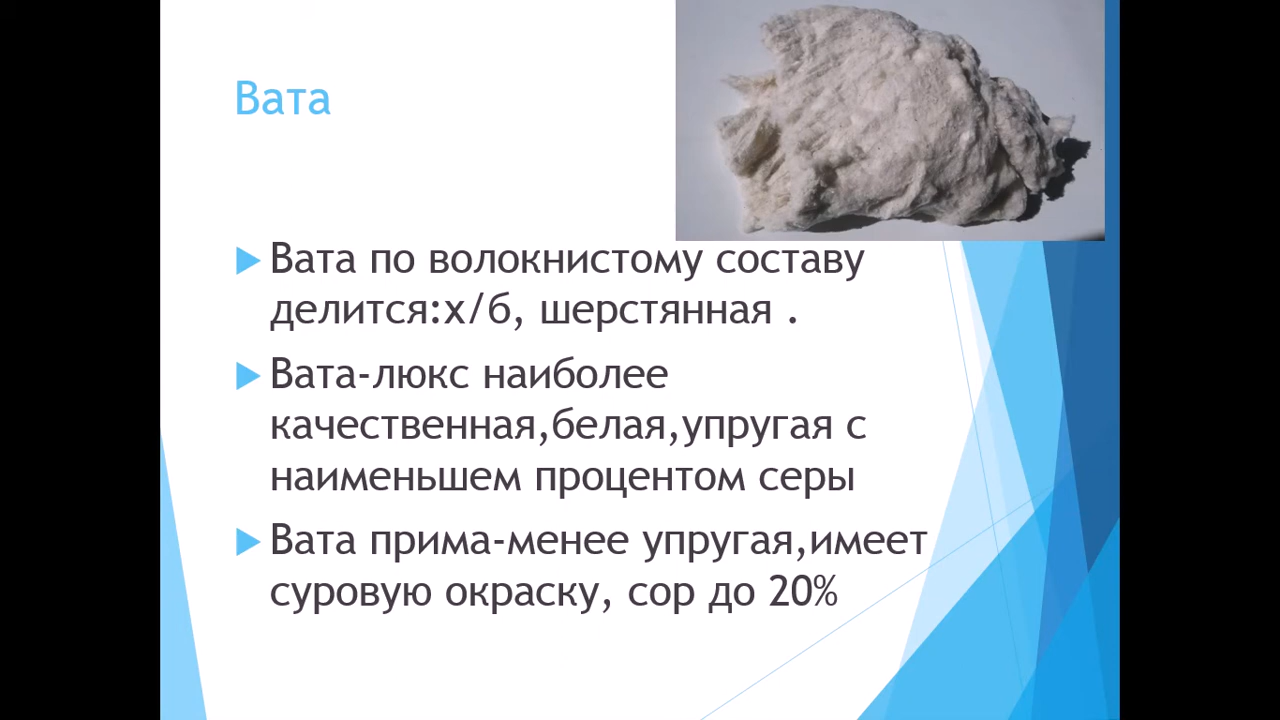 Вата
Вата по волокнистому составу
делится:х/б, шерстянная .
Вата-люкс наиболее
качественная,белая,упругая с
наименьшем процентом серы
Вата прима-менее упругая,имеет
суровую окраску, сор до 20%